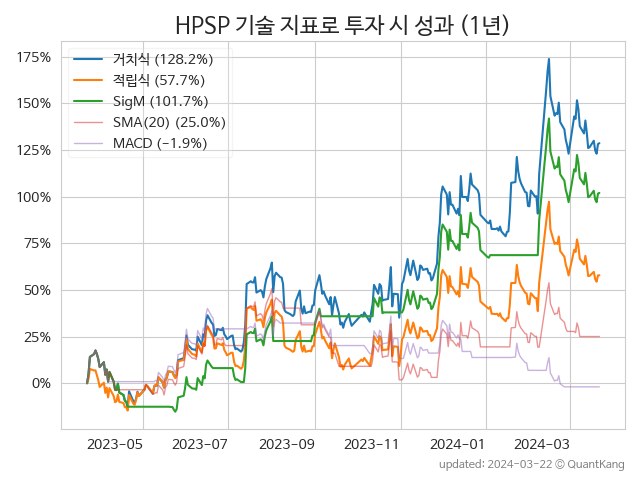 HPSP 기술 지표로 투자 시 성과 (1년)
175%
150%
125%
100%
75%
50%
25%
0%
거치식 (128.2%)
적립식 (57.7%)
SigM (101.7%)
SMA(20) (25.0%)
MACD (−1.9%)
2023-05
2023-07
2023-09
2023-11
2024-01
2024-03
updated: 2024-03-22 © QuantKang